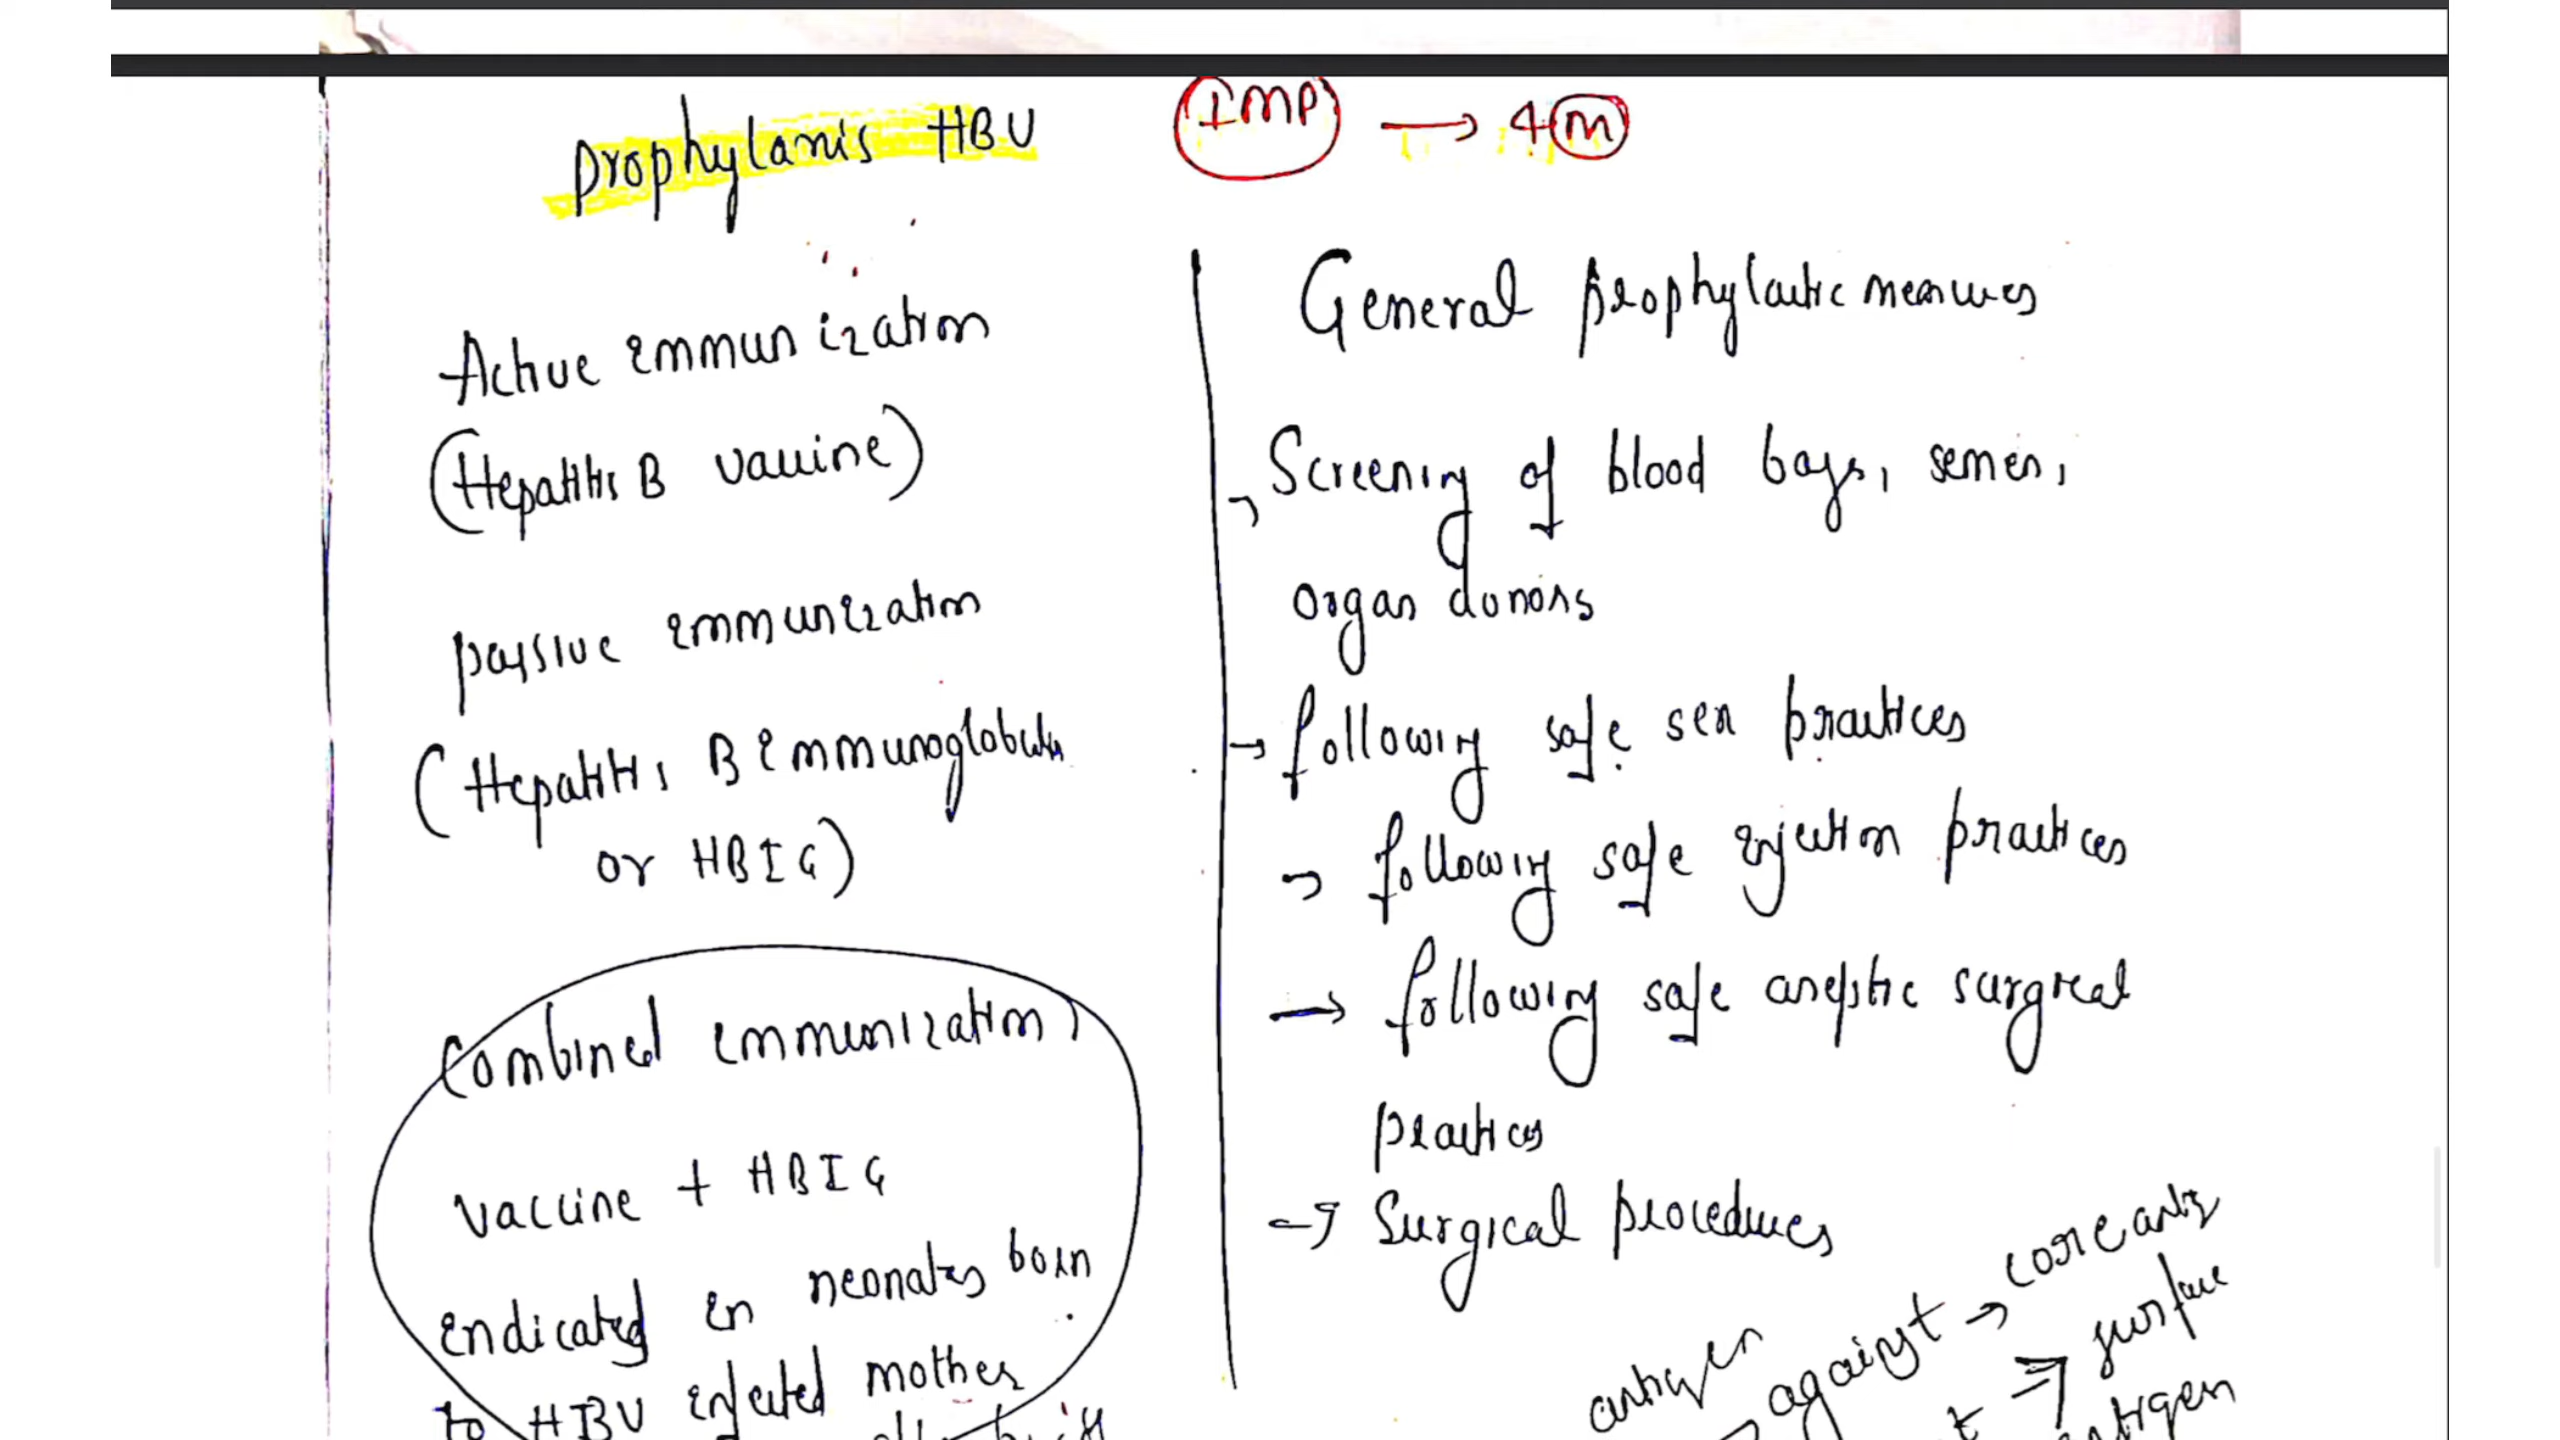 Prophylaxis HBV
IMP → 4 M
Active immunization
(Hepatitis B vaccine)
passive immunization
(Hepatitis B immunoglobulin
or HBIG)
Combined immunization
vaccine + HBIG
indicated in neonates born
to HBV infected mother
General prophylactic measures
→ Screening of blood bags, semen,
organ donors
→ following safe sex practices
→ following safe injection practices
→ following safe aseptic surgical
practices
→ Surgical procedures
antigen
against → core
→ surface
antigen